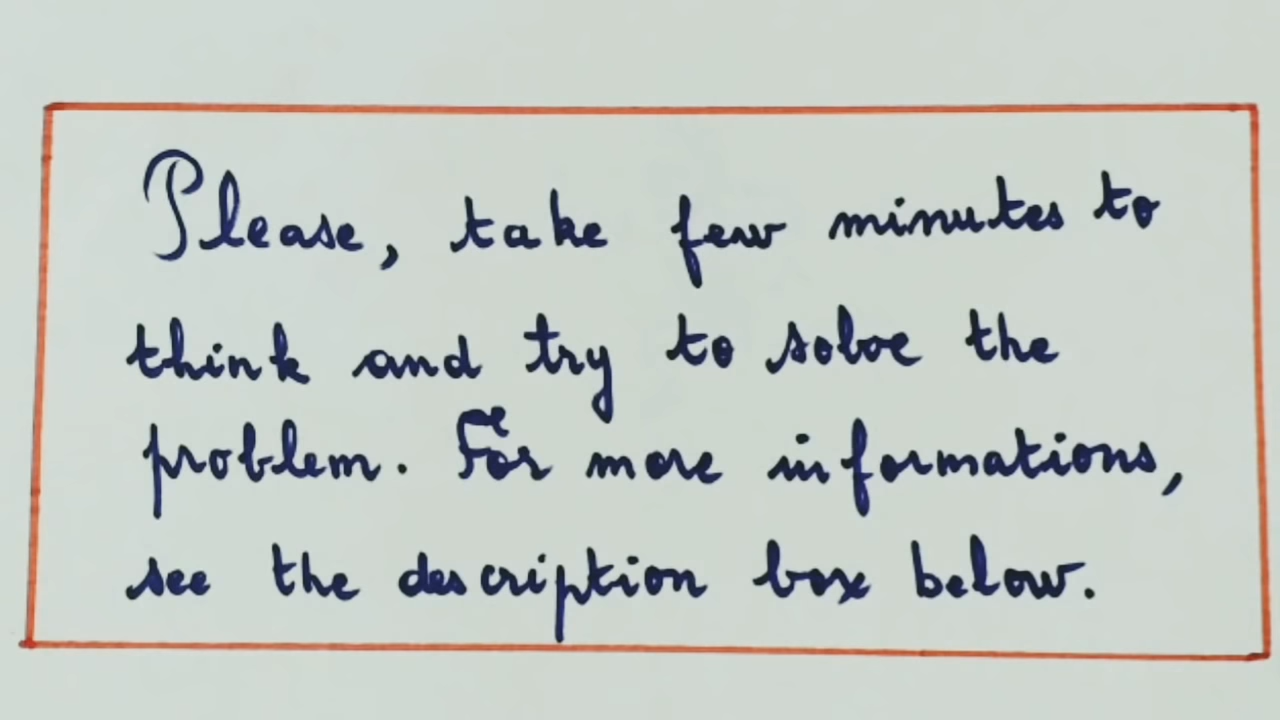 Please, take few minutes to
think and try to solve the
problem. For more informations,
see the description box below.